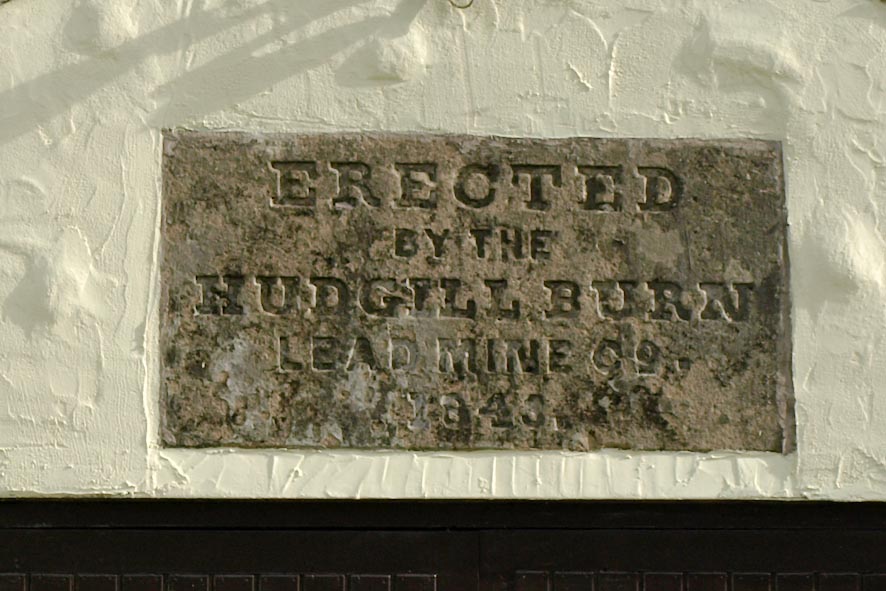 ERECTED
BY THE
HUDGILL BURN
LEAD MINE CO.